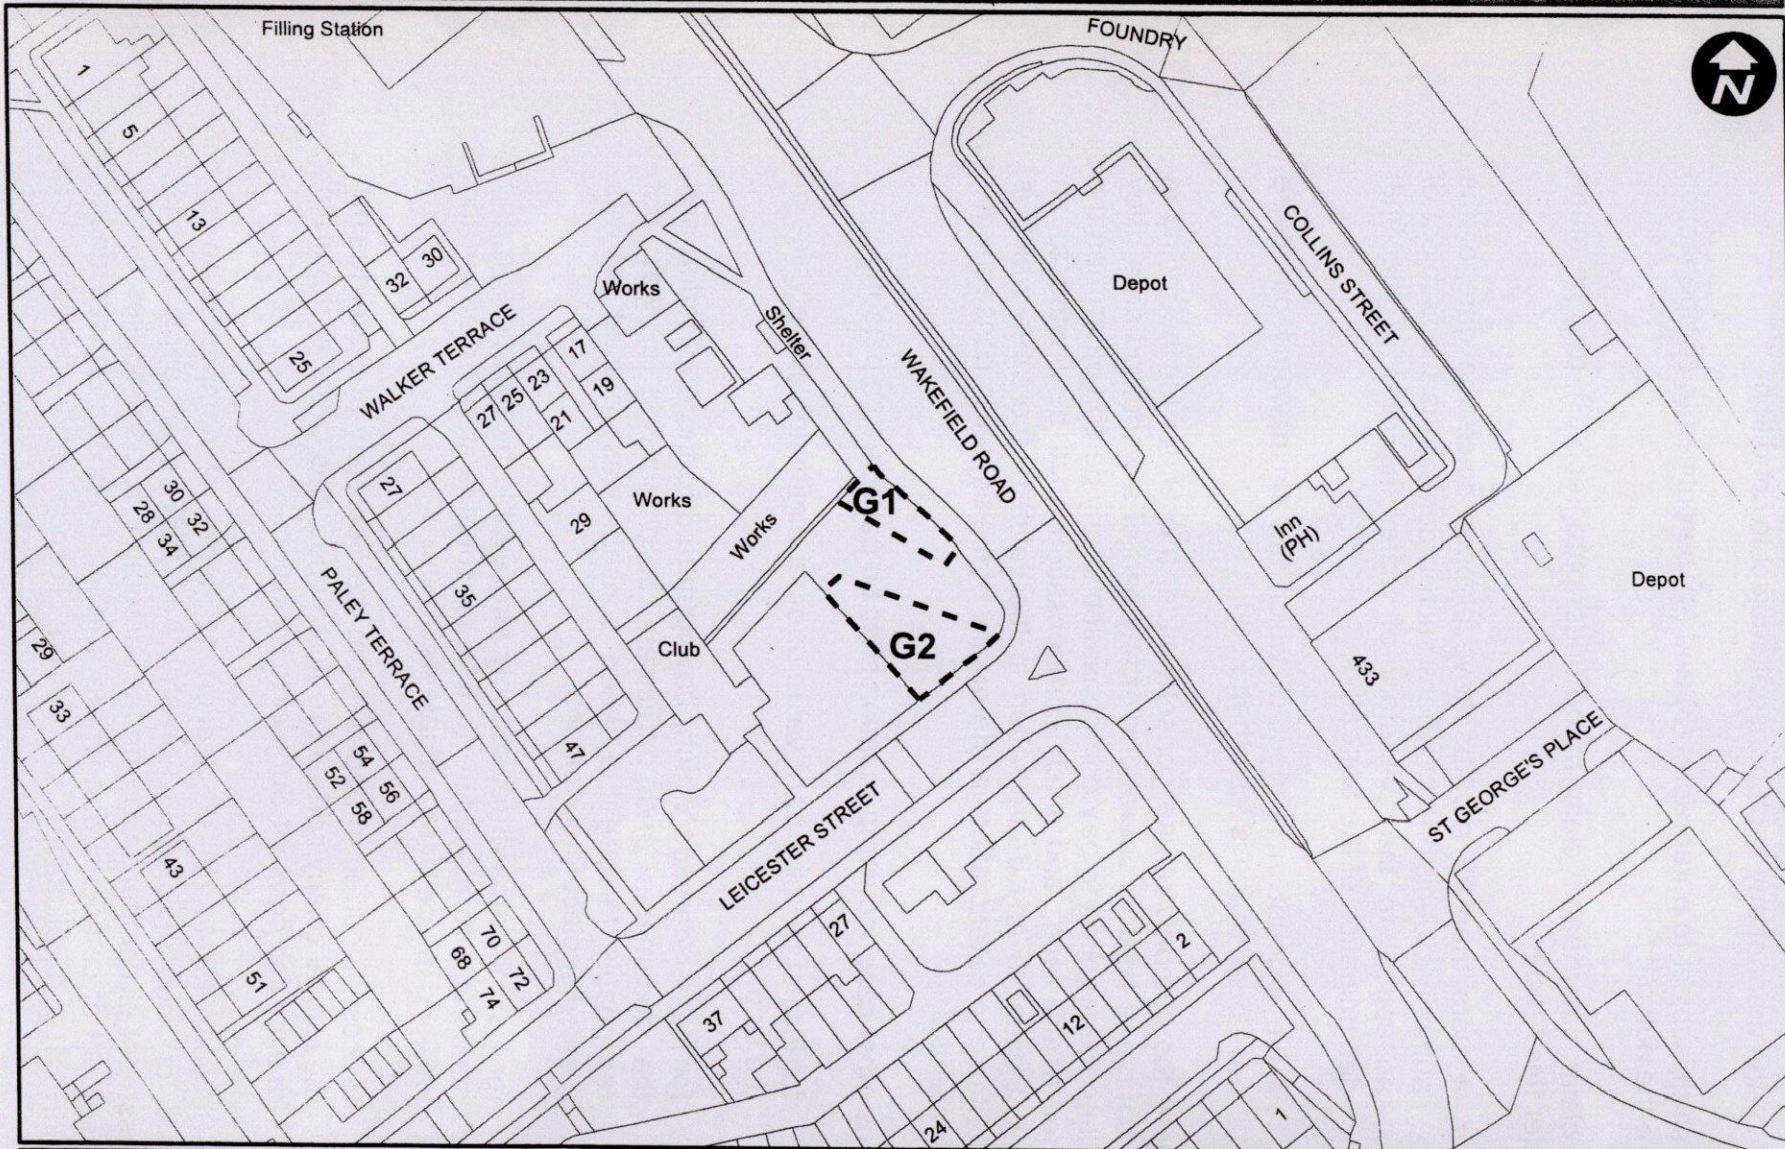 Filling Station
FOUNDRY
N
1
5
13
25
32
30
WALKER TERRACE
Works
Shelter
Depot
COLLINS STREET
WAKEFIELD ROAD
17
19
23
21
25
27
27
35
47
29
Works
Works
G1
G2
Club
Inn
(PH)
Depot
433
ST GEORGE'S PLACE
30
32
28
34
PALEY TERRACE
29
33
43
51
54
56
52
58
70
72
68
74
LEICESTER STREET
27
37
2
12
24
1